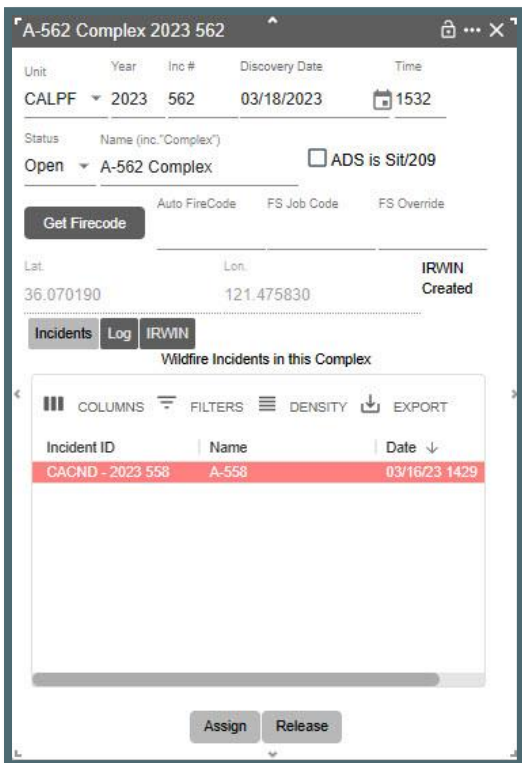 A-562 Complex 2023 562
Unit Year Inc # Discovery Date Time
CALPF 2023 562 03/18/2023 1532
Status Name (inc."Complex")
Open A-562 Complex ADS is Sit/209
Get Firecode Auto FireCode FS Job Code FS Override
Lat. Lon. IRWIN
36.070190 121.475830 Created
Incidents Log IRWIN
Wildfire Incidents in this Complex
COLUMNS FILTERS DENSITY EXPORT
Incident ID Name Date
CACND - 2023 558 A-558 03/16/23 1429
Assign Release